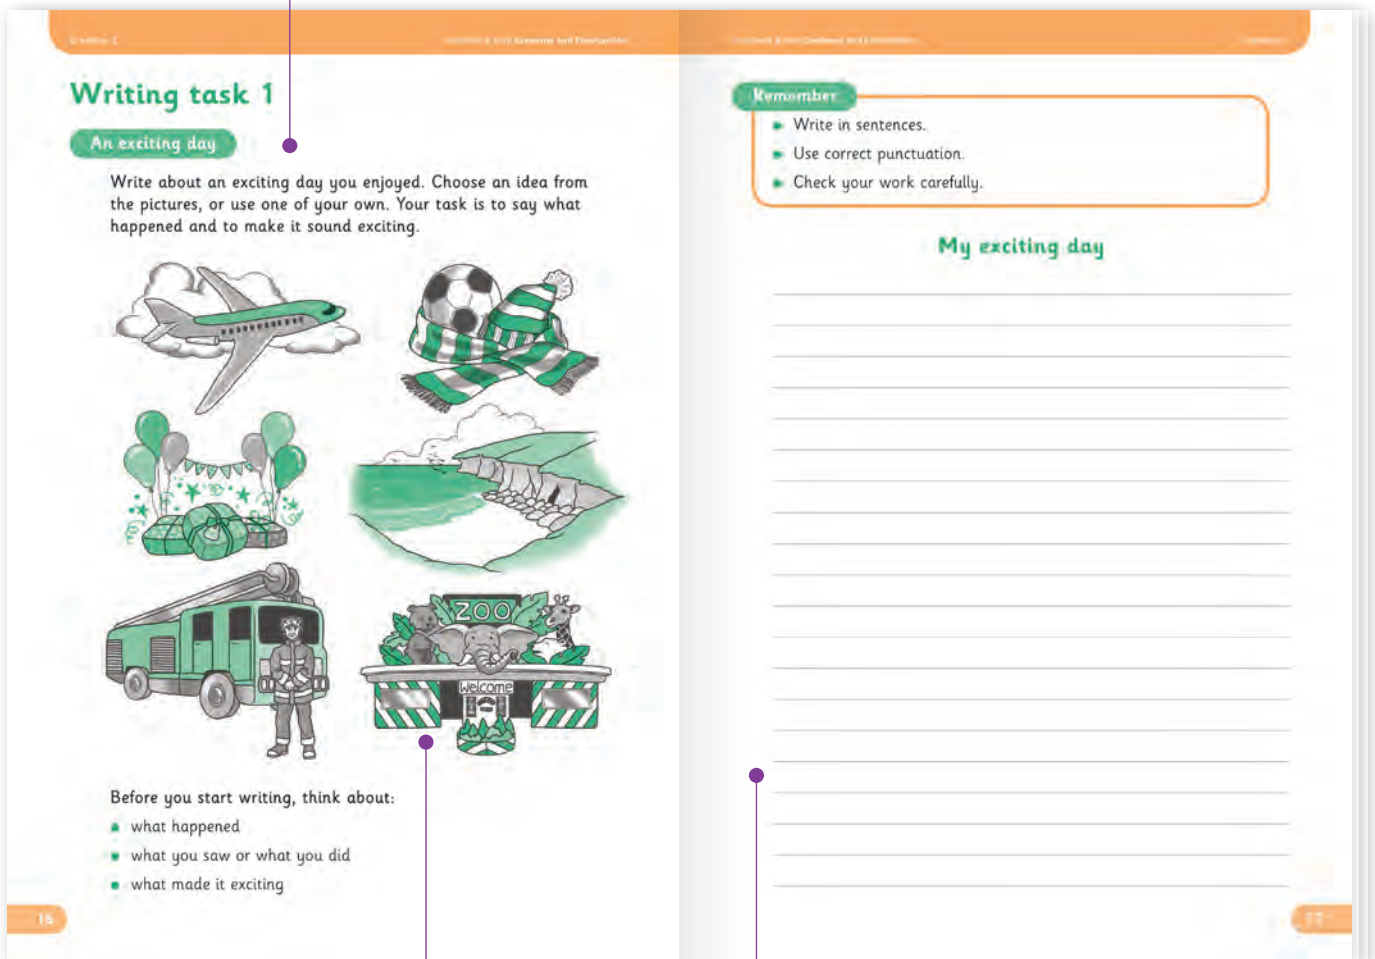 Writing task 1
An exciting day
Write about an exciting day you enjoyed. Choose an idea from
the pictures, or use one of your own. Your task is to say what
happened and to make it sound exciting.
ZOO
Welcome
Before you start writing, think about:
what happened
what you saw or what you did
what made it exciting
16
Remember
Write in sentences.
Use correct punctuation.
Check your work carefully.
My exciting day
17